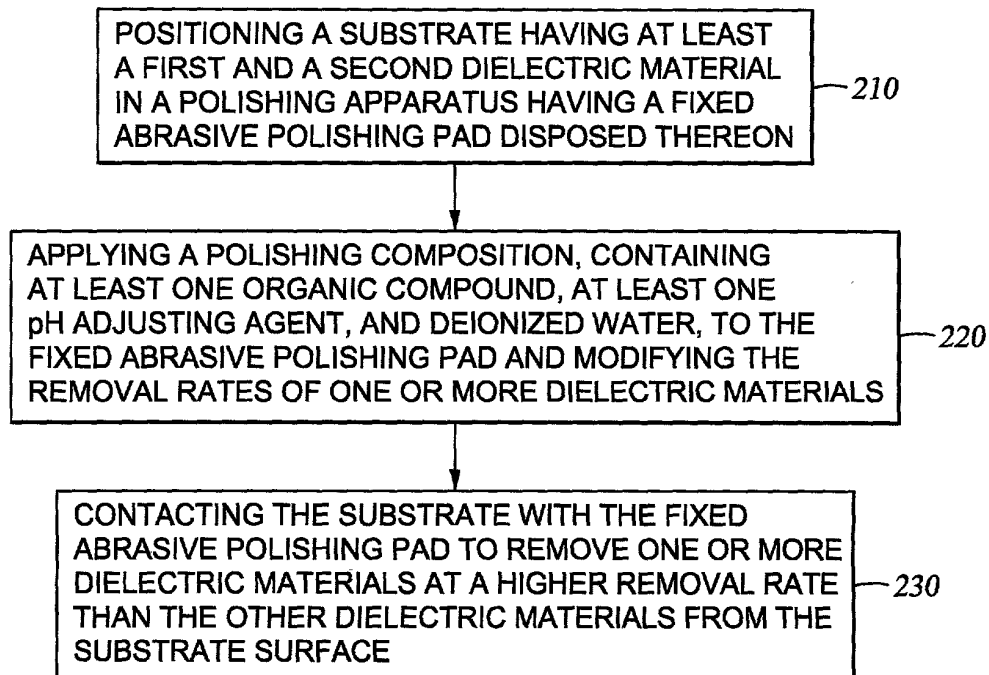 POSITIONING A SUBSTRATE HAVING AT LEAST
A FIRST AND A SECOND DIELECTRIC MATERIAL
IN A POLISHING APPARATUS HAVING A FIXED
ABRASIVE POLISHING PAD DISPOSED THEREON
210
APPLYING A POLISHING COMPOSITION, CONTAINING
AT LEAST ONE ORGANIC COMPOUND, AT LEAST ONE
pH ADJUSTING AGENT, AND DEIONIZED WATER, TO THE
FIXED ABRASIVE POLISHING PAD AND MODIFYING THE
REMOVAL RATES OF ONE OR MORE DIELECTRIC MATERIALS
220
CONTACTING THE SUBSTRATE WITH THE FIXED
ABRASIVE POLISHING PAD TO REMOVE ONE OR MORE
DIELECTRIC MATERIALS AT A HIGHER REMOVAL RATE
THAN THE OTHER DIELECTRIC MATERIALS FROM THE
SUBSTRATE SURFACE
230